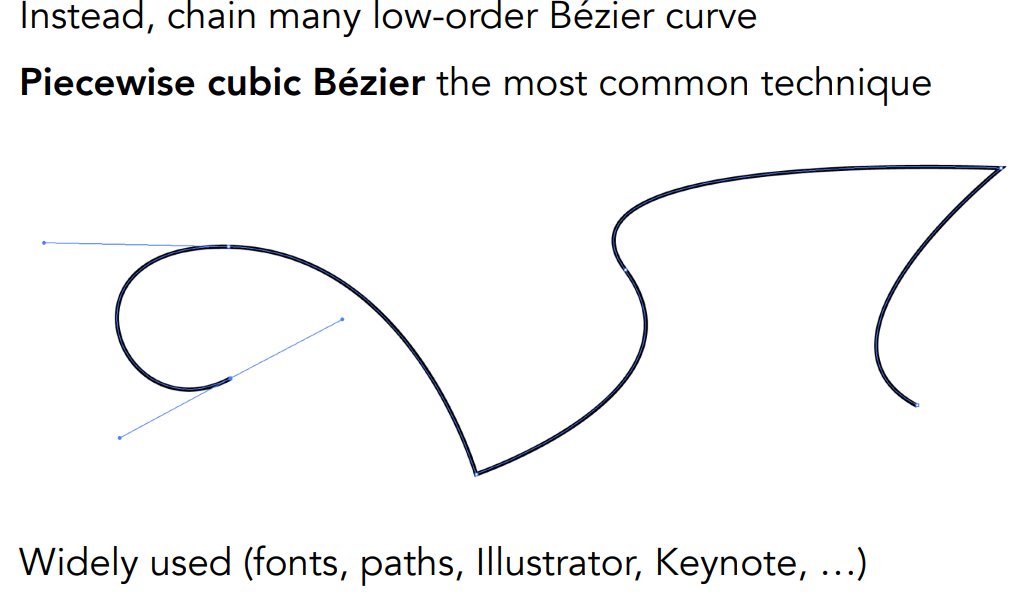 Instead, chain many low-order Bézier curve
Piecewise cubic Bézier the most common technique
Widely used (fonts, paths, Illustrator, Keynote, …)